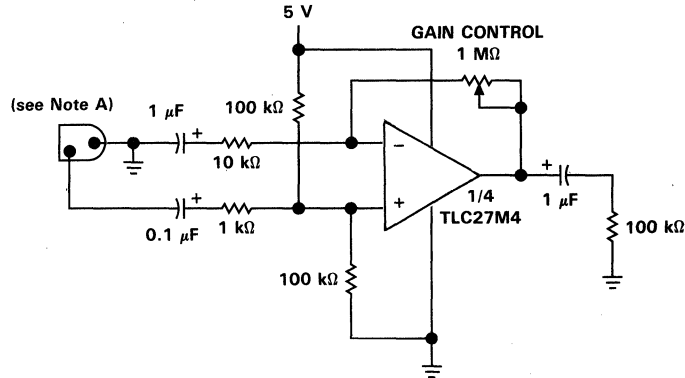 5 V
GAIN CONTROL
1 MΩ
(see Note A)
1 µF
+
100 kΩ
10 kΩ
−
+
1/4
TLC27M4
+
1 µF
100 kΩ
+
0.1 µF
1 kΩ
100 kΩ